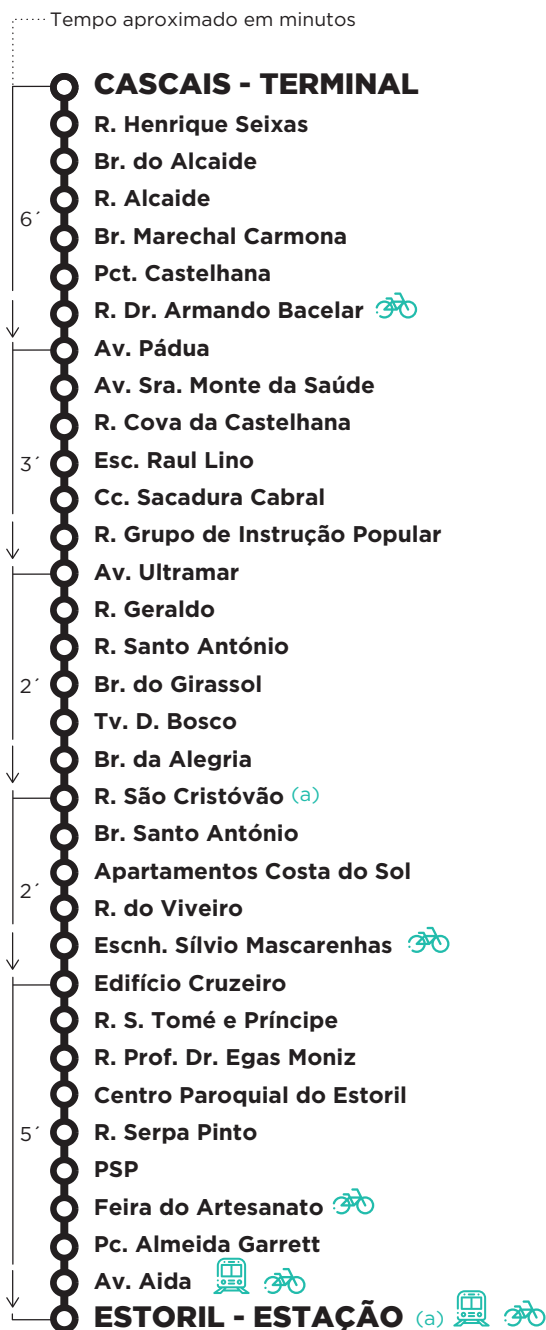 Tempo aproximado em minutos
CASCAIS - TERMINAL
R. Henrique Seixas
Br. do Alcaide
R. Alcaide
6´
Br. Marechal Carmona
Pct. Castelhana
R. Dr. Armando Bacelar
Av. Pádua
Av. Sra. Monte da Saúde
R. Cova da Castelhana
3´ Esc. Raul Lino
Cc. Sacadura Cabral
R. Grupo de Instrução Popular
Av. Ultramar
R. Geraldo
R. Santo António
2´ Br. do Girassol
Tv. D. Bosco
Br. da Alegria
R. São Cristóvão (a)
Br. Santo António
Apartamentos Costa do Sol
2´
R. do Viveiro
Escnh. Sílvio Mascarenhas
Edifício Cruzeiro
R. S. Tomé e Príncipe
R. Prof. Dr. Egas Moniz
Centro Paroquial do Estoril
5´ R. Serpa Pinto
PSP
Feira do Artesanato
Pc. Almeida Garrett
Av. Aida
ESTORIL - ESTAÇÃO (a)